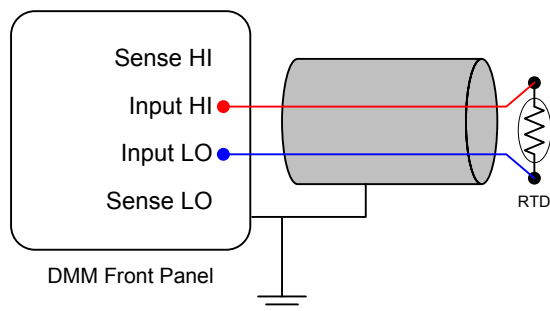 Sense HI
Input HI
Input LO
Sense LO
RTD
DMM Front Panel